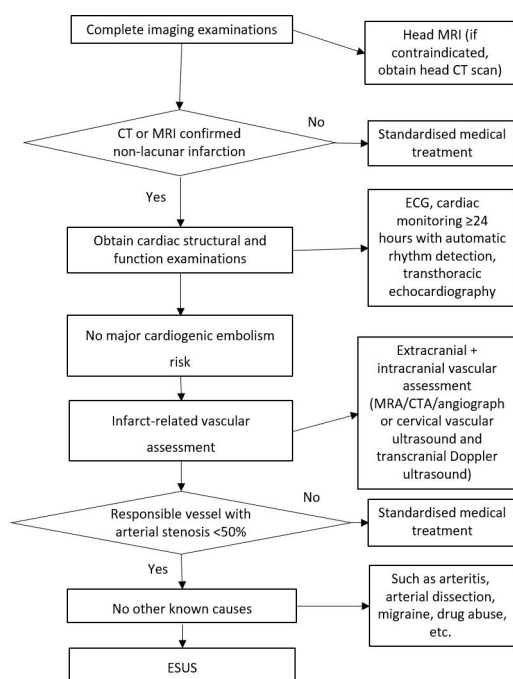 Complete imaging examinations
Head MRI (if
contraindicated,
obtain head CT scan)
No
CT or MRI confirmed
non-lacunar infarction
Standardised medical
treatment
Yes
Obtain cardiac structural and
function examinations
ECG, cardiac
monitoring ≥24
hours with automatic
rhythm detection,
transthoracic
echocardiography
No major cardiogenic embolism
risk
Infarct-related vascular
assessment
Extracranial +
intracranial vascular
assessment
(MRA/CTA/angiograph
or cervical vascular
ultrasound and
transcranial Doppler
ultrasound)
No
Responsible vessel with
arterial stenosis <50%
Standardised medical
treatment
Yes
No other known causes
Such as arteritis,
arterial dissection,
migraine, drug abuse,
etc.
ESUS